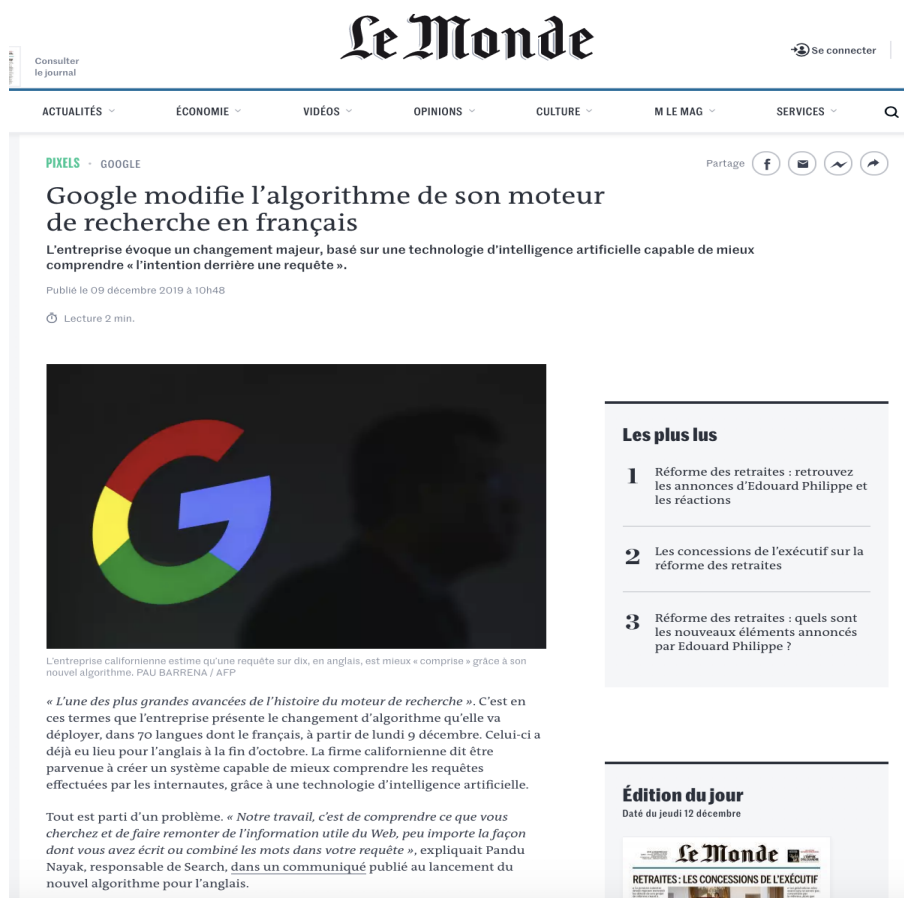 Le Monde
Consulter
le journal
Se connecter
ACTUALITÉS
ÉCONOMIE
VIDÉOS
OPINIONS
CULTURE
M LE MAG
SERVICES
PIXELS • GOOGLE
Partage
Google modifie l’algorithme de son moteur
de recherche en français
L’entreprise évoque un changement majeur, basé sur une technologie d’intelligence artificielle capable de mieux
comprendre « l’intention derrière une requête ».
Publié le 09 décembre 2019 à 10h48
Lecture 2 min.
L’entreprise californienne estime qu’une requête sur dix, en anglais, est mieux « comprise » grâce à son
nouvel algorithme. PAU BARRENA / AFP
« L’une des plus grandes avancées de l’histoire du moteur de recherche ». C’est en
ces termes que l’entreprise présente le changement d’algorithme qu’elle va
déployer, dans 70 langues dont le français, à partir de lundi 9 décembre. Celui-ci a
déjà eu lieu pour l’anglais à la fin d’octobre. La firme californienne dit être
parvenue à créer un système capable de mieux comprendre les requêtes
effectuées par les internautes, grâce à une technologie d’intelligence artificielle.
Tout est parti d’un problème. « Notre travail, c’est de comprendre ce que vous
cherchez et de faire remonter de l’information utile du Web, peu importe la façon
dont vous avez écrit ou combiné les mots dans votre requête », expliquait Pandu
Nayak, responsable de Search, dans un communiqué publié au lancement du
nouvel algorithme pour l’anglais.
Les plus lus
1 Réforme des retraites : retrouvez
les annonces d’Edouard Philippe et
les réactions
2 Les concessions de l’exécutif sur la
réforme des retraites
3 Réforme des retraites : quels sont
les nouveaux éléments annoncés
par Edouard Philippe ?
Édition du jour
Daté du jeudi 12 décembre
Le Monde
RETRAITES : LES CONCESSIONS DE L’EXÉCUTIF